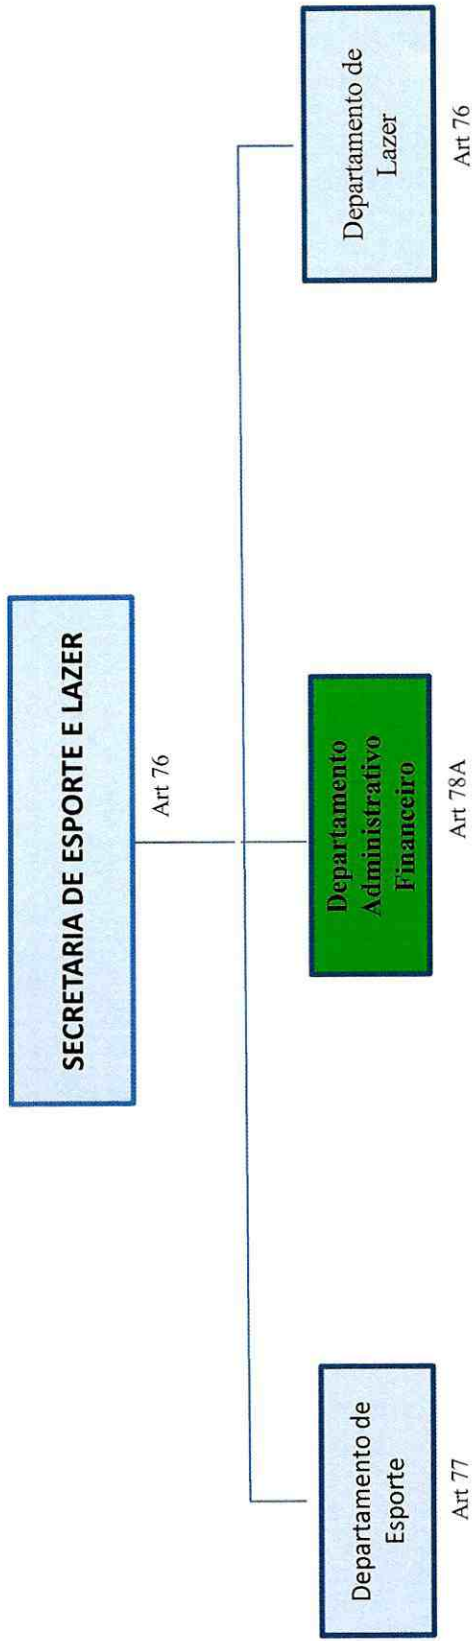 SECRETARIA DE ESPORTE E LAZER
Art 76
Departamento de
Esporte
Art 77
Departamento
Administrativo
Financeiro
Art 78A
Departamento de
Lazer
Art 76